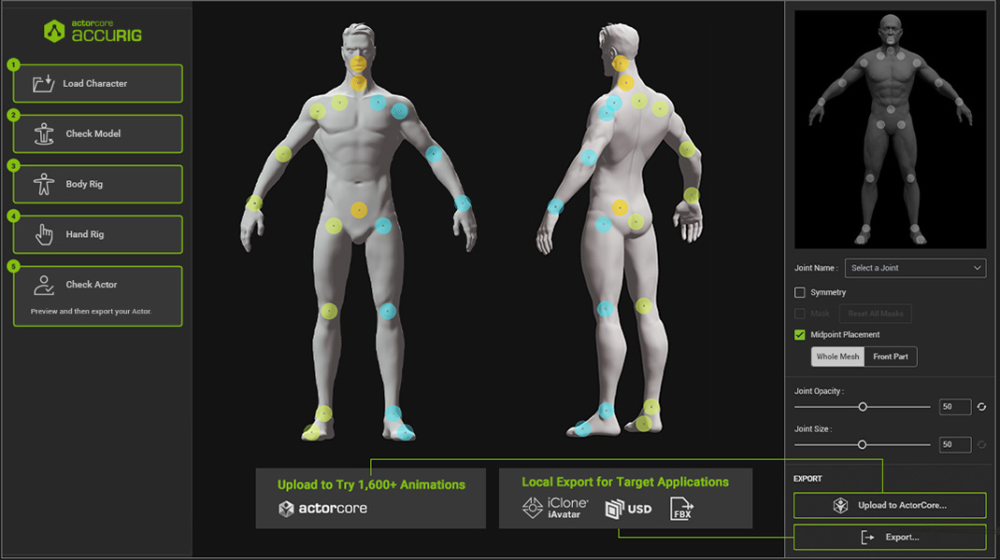 actorcore
accuRIG
1
Load Character
2
Check Model
3
Body Rig
4
Hand Rig
5
Check Actor
Preview and then export your Actor.
Joint Name :
Select a Joint
Symmetry
Mask
Reset All Masks
Midpoint Placement
Whole Mesh
Front Part
Joint Opacity :
50
Joint Size :
50
EXPORT
Upload to ActorCore...
Export...
Upload to Try 1,600+ Animations
actorcore
Local Export for Target Applications
iClone®
iAvatar
USD
FBX